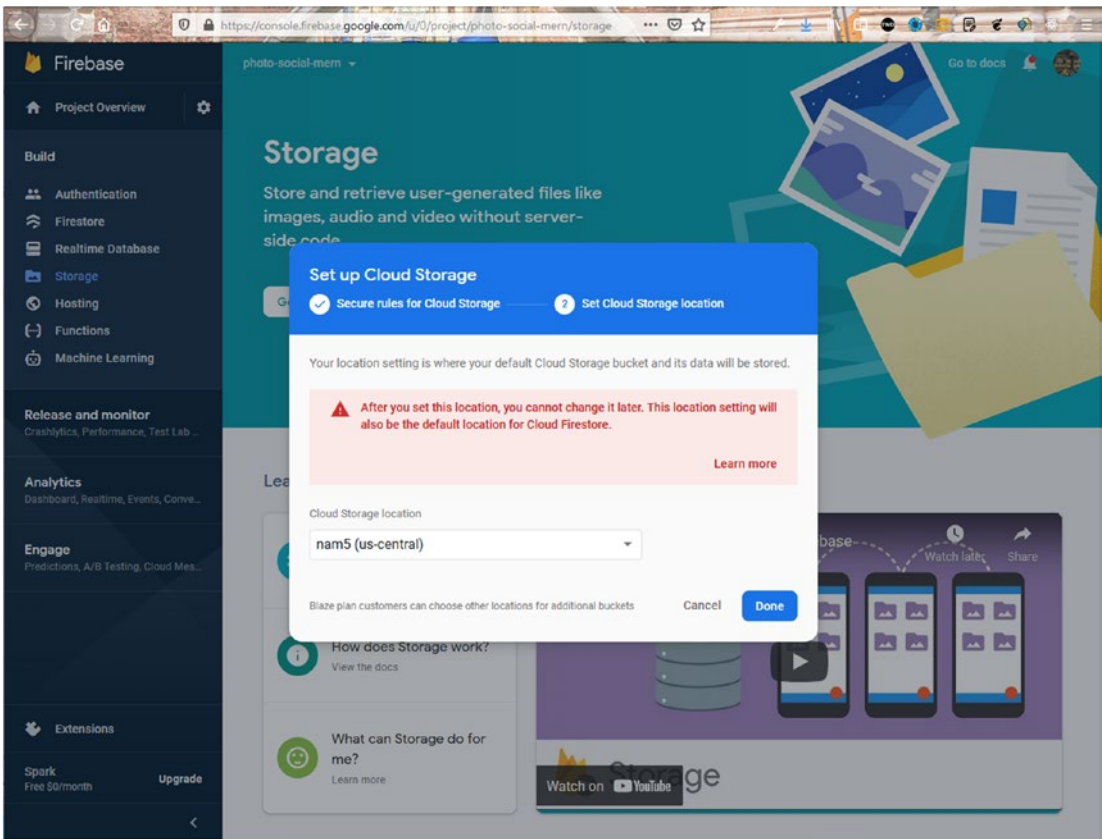 https://console.firebase.google.com/u/0/project/photo-social-mern/storage
Firebase
photo-social-mern
Go to docs
Project Overview
Build
Authentication
Firestore
Realtime Database
Storage
Hosting
Functions
Machine Learning
Release and monitor
Crashlytics, Performance, Test Lab ...
Analytics
Dashboard, Realtime, Events, Conve...
Engage
Predictions, A/B Testing, Cloud Mes...
Extensions
Spark
Free $0/month
Upgrade
Storage
Store and retrieve user-generated files like
images, audio and video without server-
side code
Set up Cloud Storage
Secure rules for Cloud Storage
2 Set Cloud Storage location
Your location setting is where your default Cloud Storage bucket and its data will be stored.
After you set this location, you cannot change it later. This location setting will
also be the default location for Cloud Firestore.
Learn more
Cloud Storage location
nam5 (us-central)
Blaze plan customers can choose other locations for additional buckets
Cancel
Done
Lea
How does Storage work?
View the docs
What can Storage do for
me?
Learn more
base
Watch later
Share
Watch on YouTube
Storage